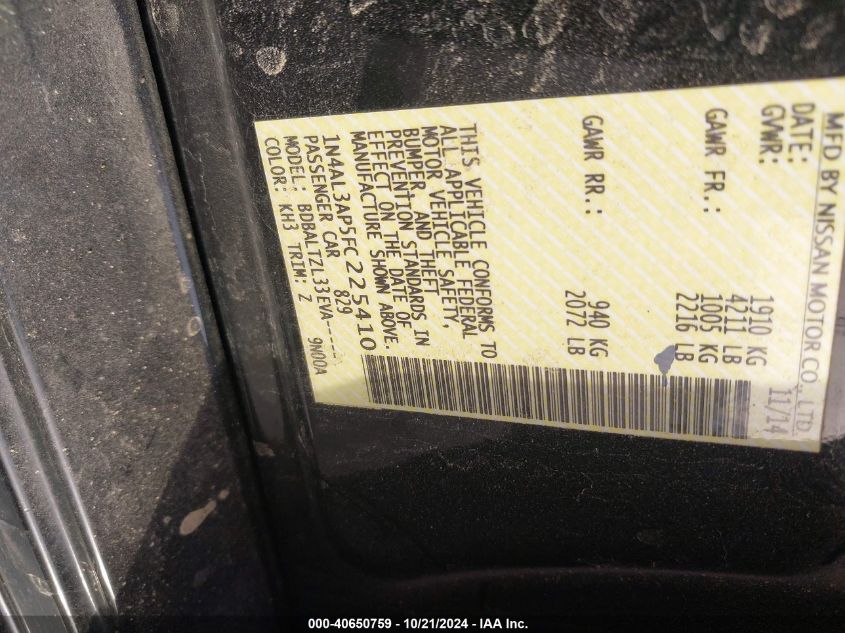 MFD BY NISSAN MOTOR CO.,LTD.
DATE: 11/14
GVWR: 1910 KG
4211 LB
GAWR FR.: 1005 KG
2216 LB
GAWR RR.: 940 KG
2072 LB
THIS VEHICLE CONFORMS TO
ALL APPLICABLE FEDERAL
MOTOR VEHICLE SAFETY,
BUMPER, AND THEFT
PREVENTION STANDARDS IN
EFFECT ON THE DATE OF
MANUFACTURE SHOWN ABOVE.
1N4AL3AP5FC225410
PASSENGER CAR 829
MODEL: BDBALTZL33EVA-----
COLOR: KH3 TRIM: Z 9N00A
000-40650759 - 10/21/2024 - IAA Inc.